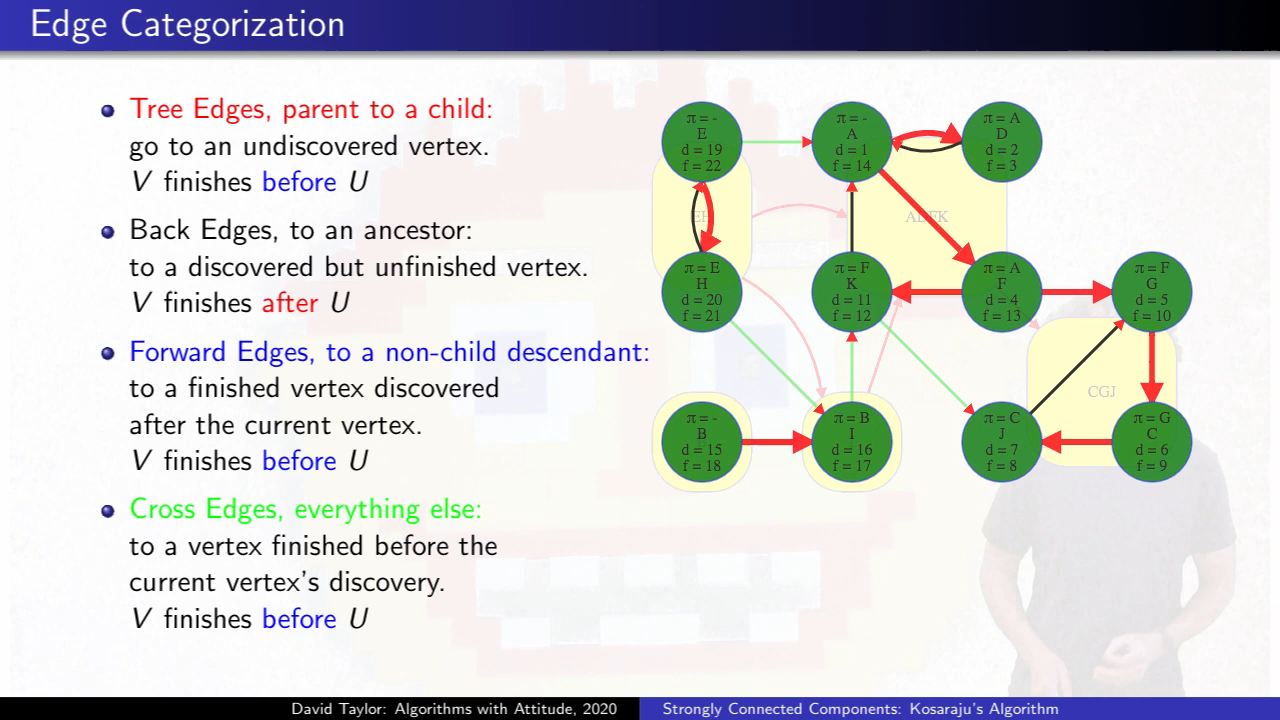 Edge Categorization
Tree Edges, parent to a child:
go to an undiscovered vertex.
V finishes before U
Back Edges, to an ancestor:
to a discovered but unfinished vertex.
V finishes after U
Forward Edges, to a non-child descendant:
to a finished vertex discovered
after the current vertex.
V finishes before U
Cross Edges, everything else:
to a vertex finished before the
current vertex's discovery.
V finishes before U
π = -
E
d = 19
f = 22
π = -
A
d = 1
f = 14
π = A
D
d = 2
f = 3
EH
ADFK
π = E
H
d = 20
f = 21
π = F
K
d = 11
f = 12
π = A
F
d = 4
f = 13
π = F
G
d = 5
f = 10
CGJ
π = -
B
d = 15
f = 18
π = B
I
d = 16
f = 17
π = C
J
d = 7
f = 8
π = G
C
d = 6
f = 9
David Taylor: Algorithms with Attitude, 2020
Strongly Connected Components: Kosaraju's Algorithm